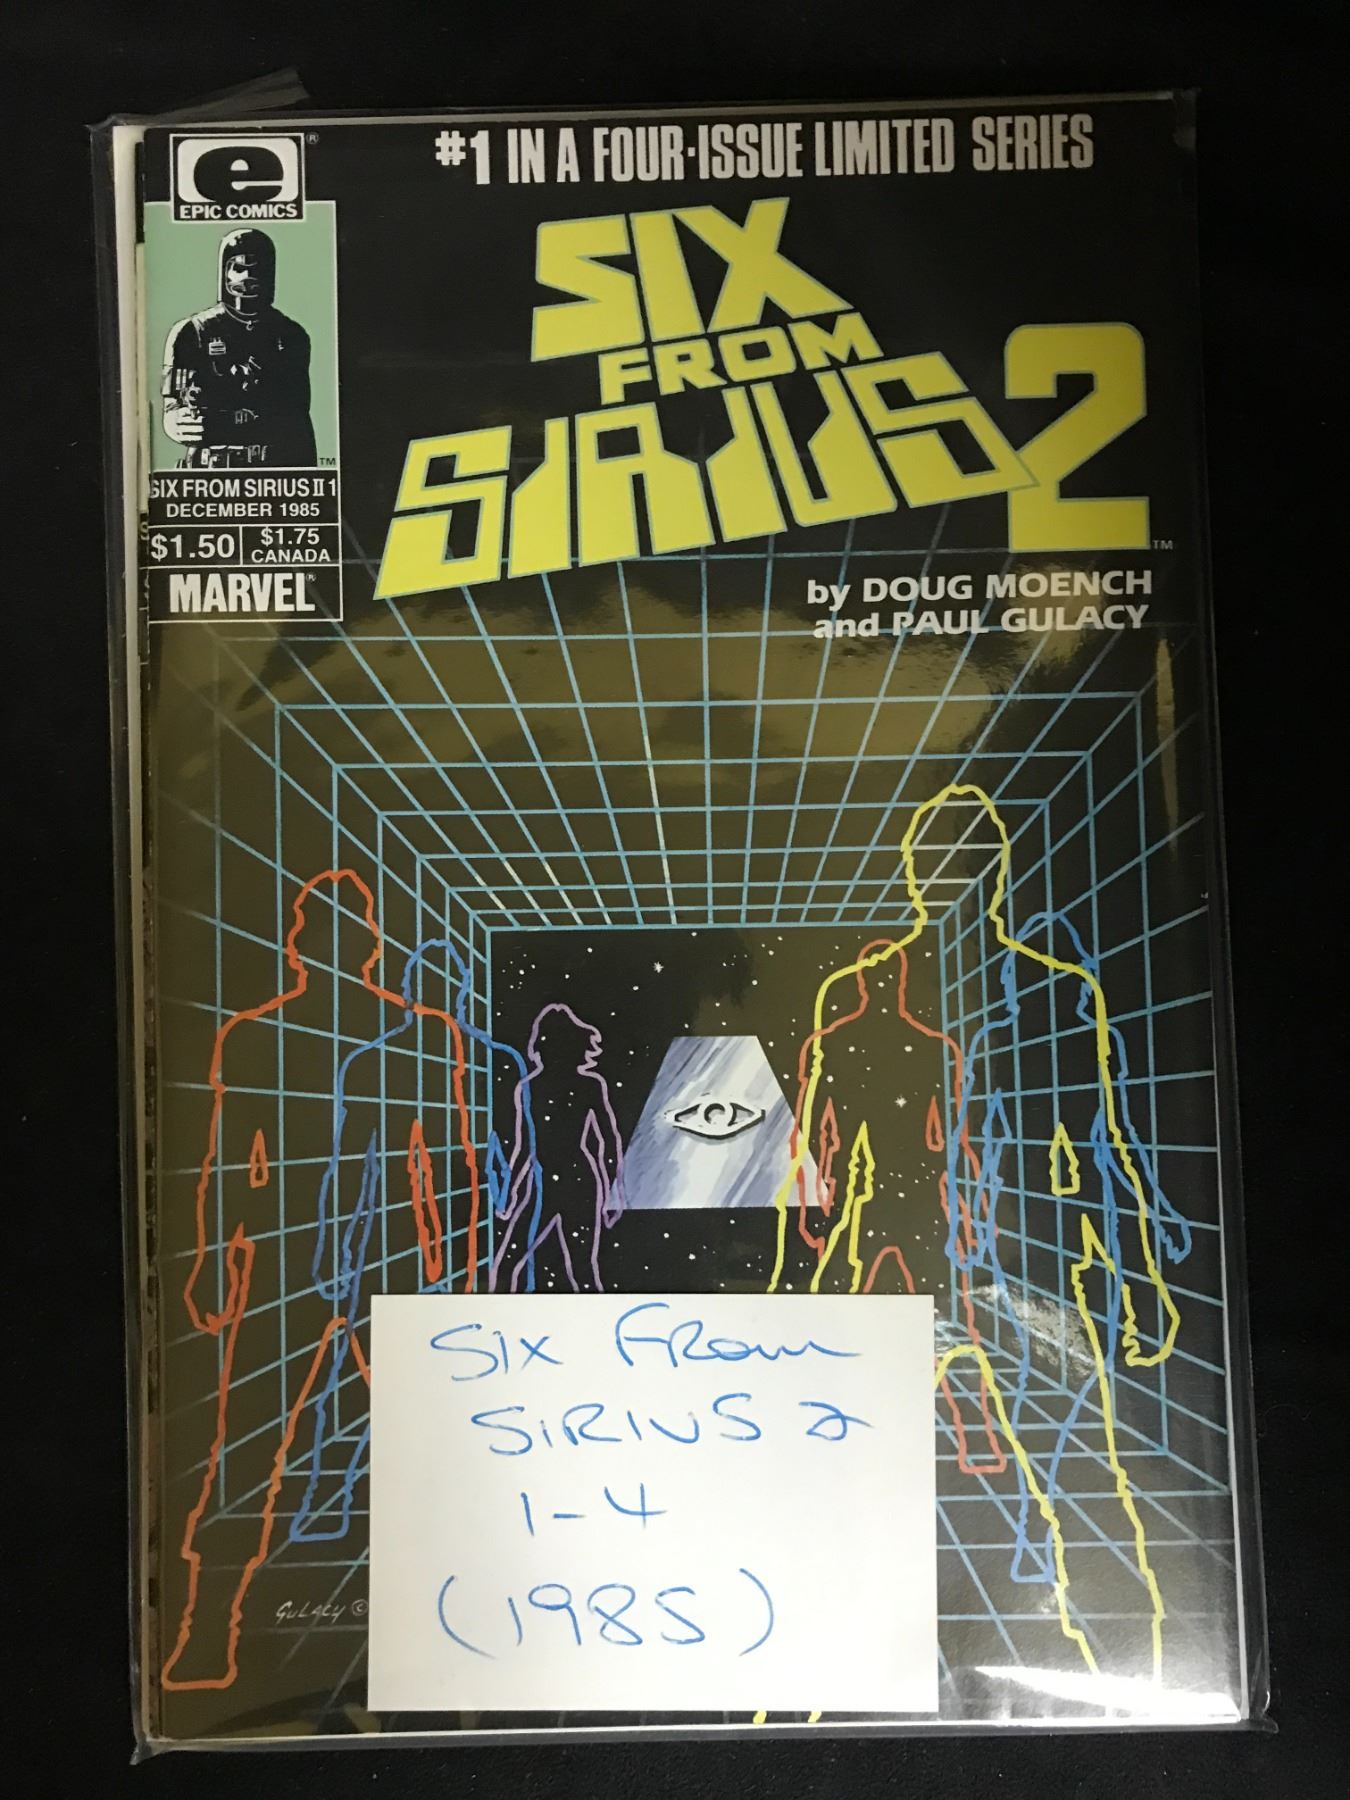 e
®
EPIC COMICS
#1 IN A FOUR-ISSUE LIMITED SERIES
SIX
FROM
SIRIUS 2
TM
TM
SIX FROM SIRIUS II 1
DECEMBER 1985
$1.50
$1.75
CANADA
MARVEL®
by DOUG MOENCH
and PAUL GULACY
SIX FROM
SIRIUS 2
1-4
(1985)
GULACY ©